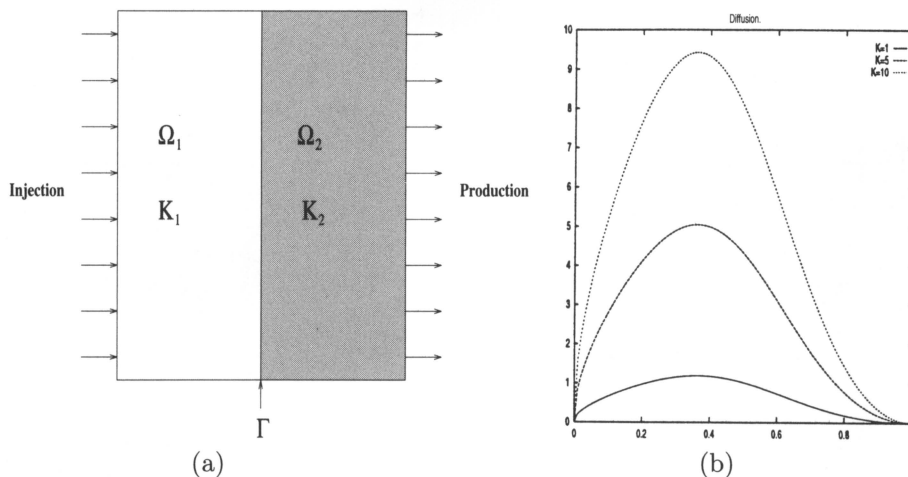 Ω₁
Ω₂
Injection
K₁
K₂
Production
Γ
(a)
Diffusion.
10
9
8
7
6
5
4
3
2
1
0
0
0.2
0.4
0.6
0.8
K=1
K=5
K=10
(b)